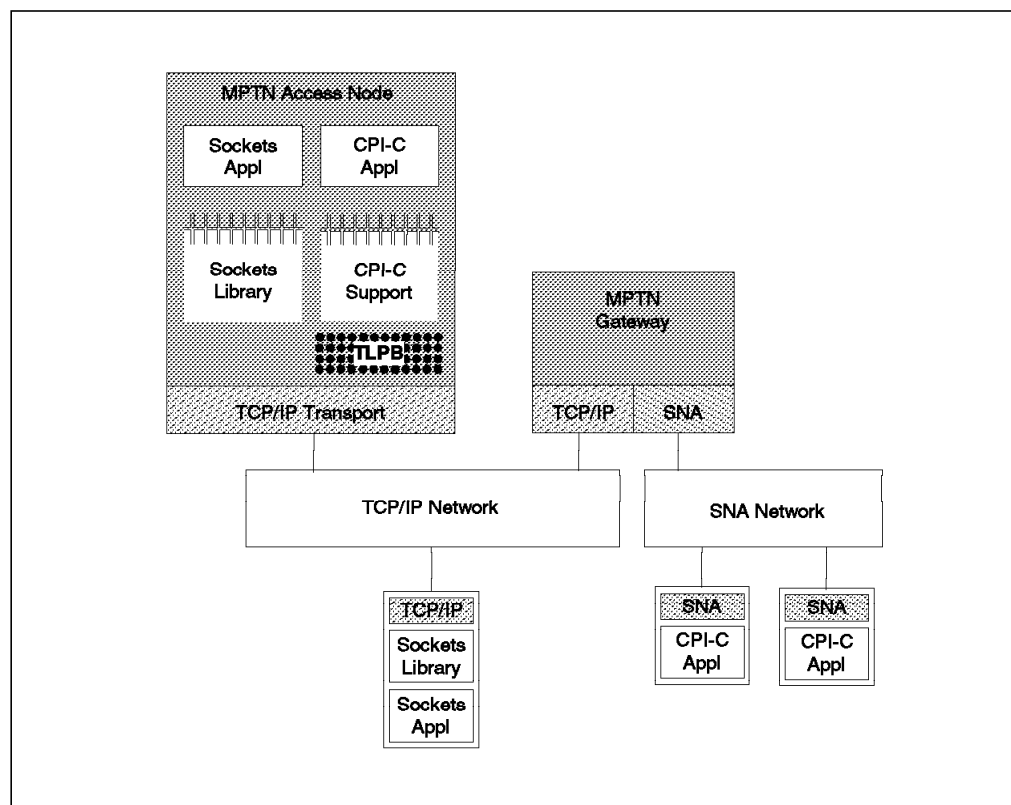 MPTN Access Node
Sockets
Appl
CPI-C
Appl
Sockets
Library
CPI-C
Support
TLPB
TCP/IP Transport
MPTN
Gateway
TCP/IP
SNA
TCP/IP Network
SNA Network
TCP/IP
Sockets
Library
Sockets
Appl
SNA
CPI-C
Appl
SNA
CPI-C
Appl